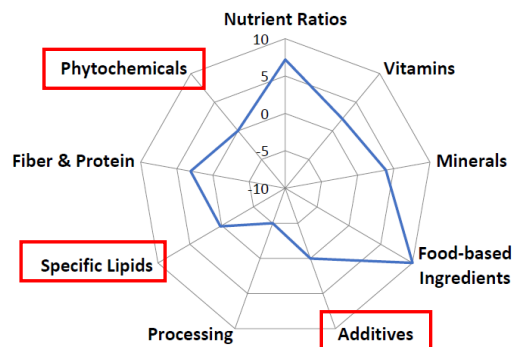 Nutrient Ratios
10
Phytochemicals
Vitamins
5
0
Fiber & Protein
Minerals
-5
-10
Food-based
Ingredients
Specific Lipids
Processing
Additives